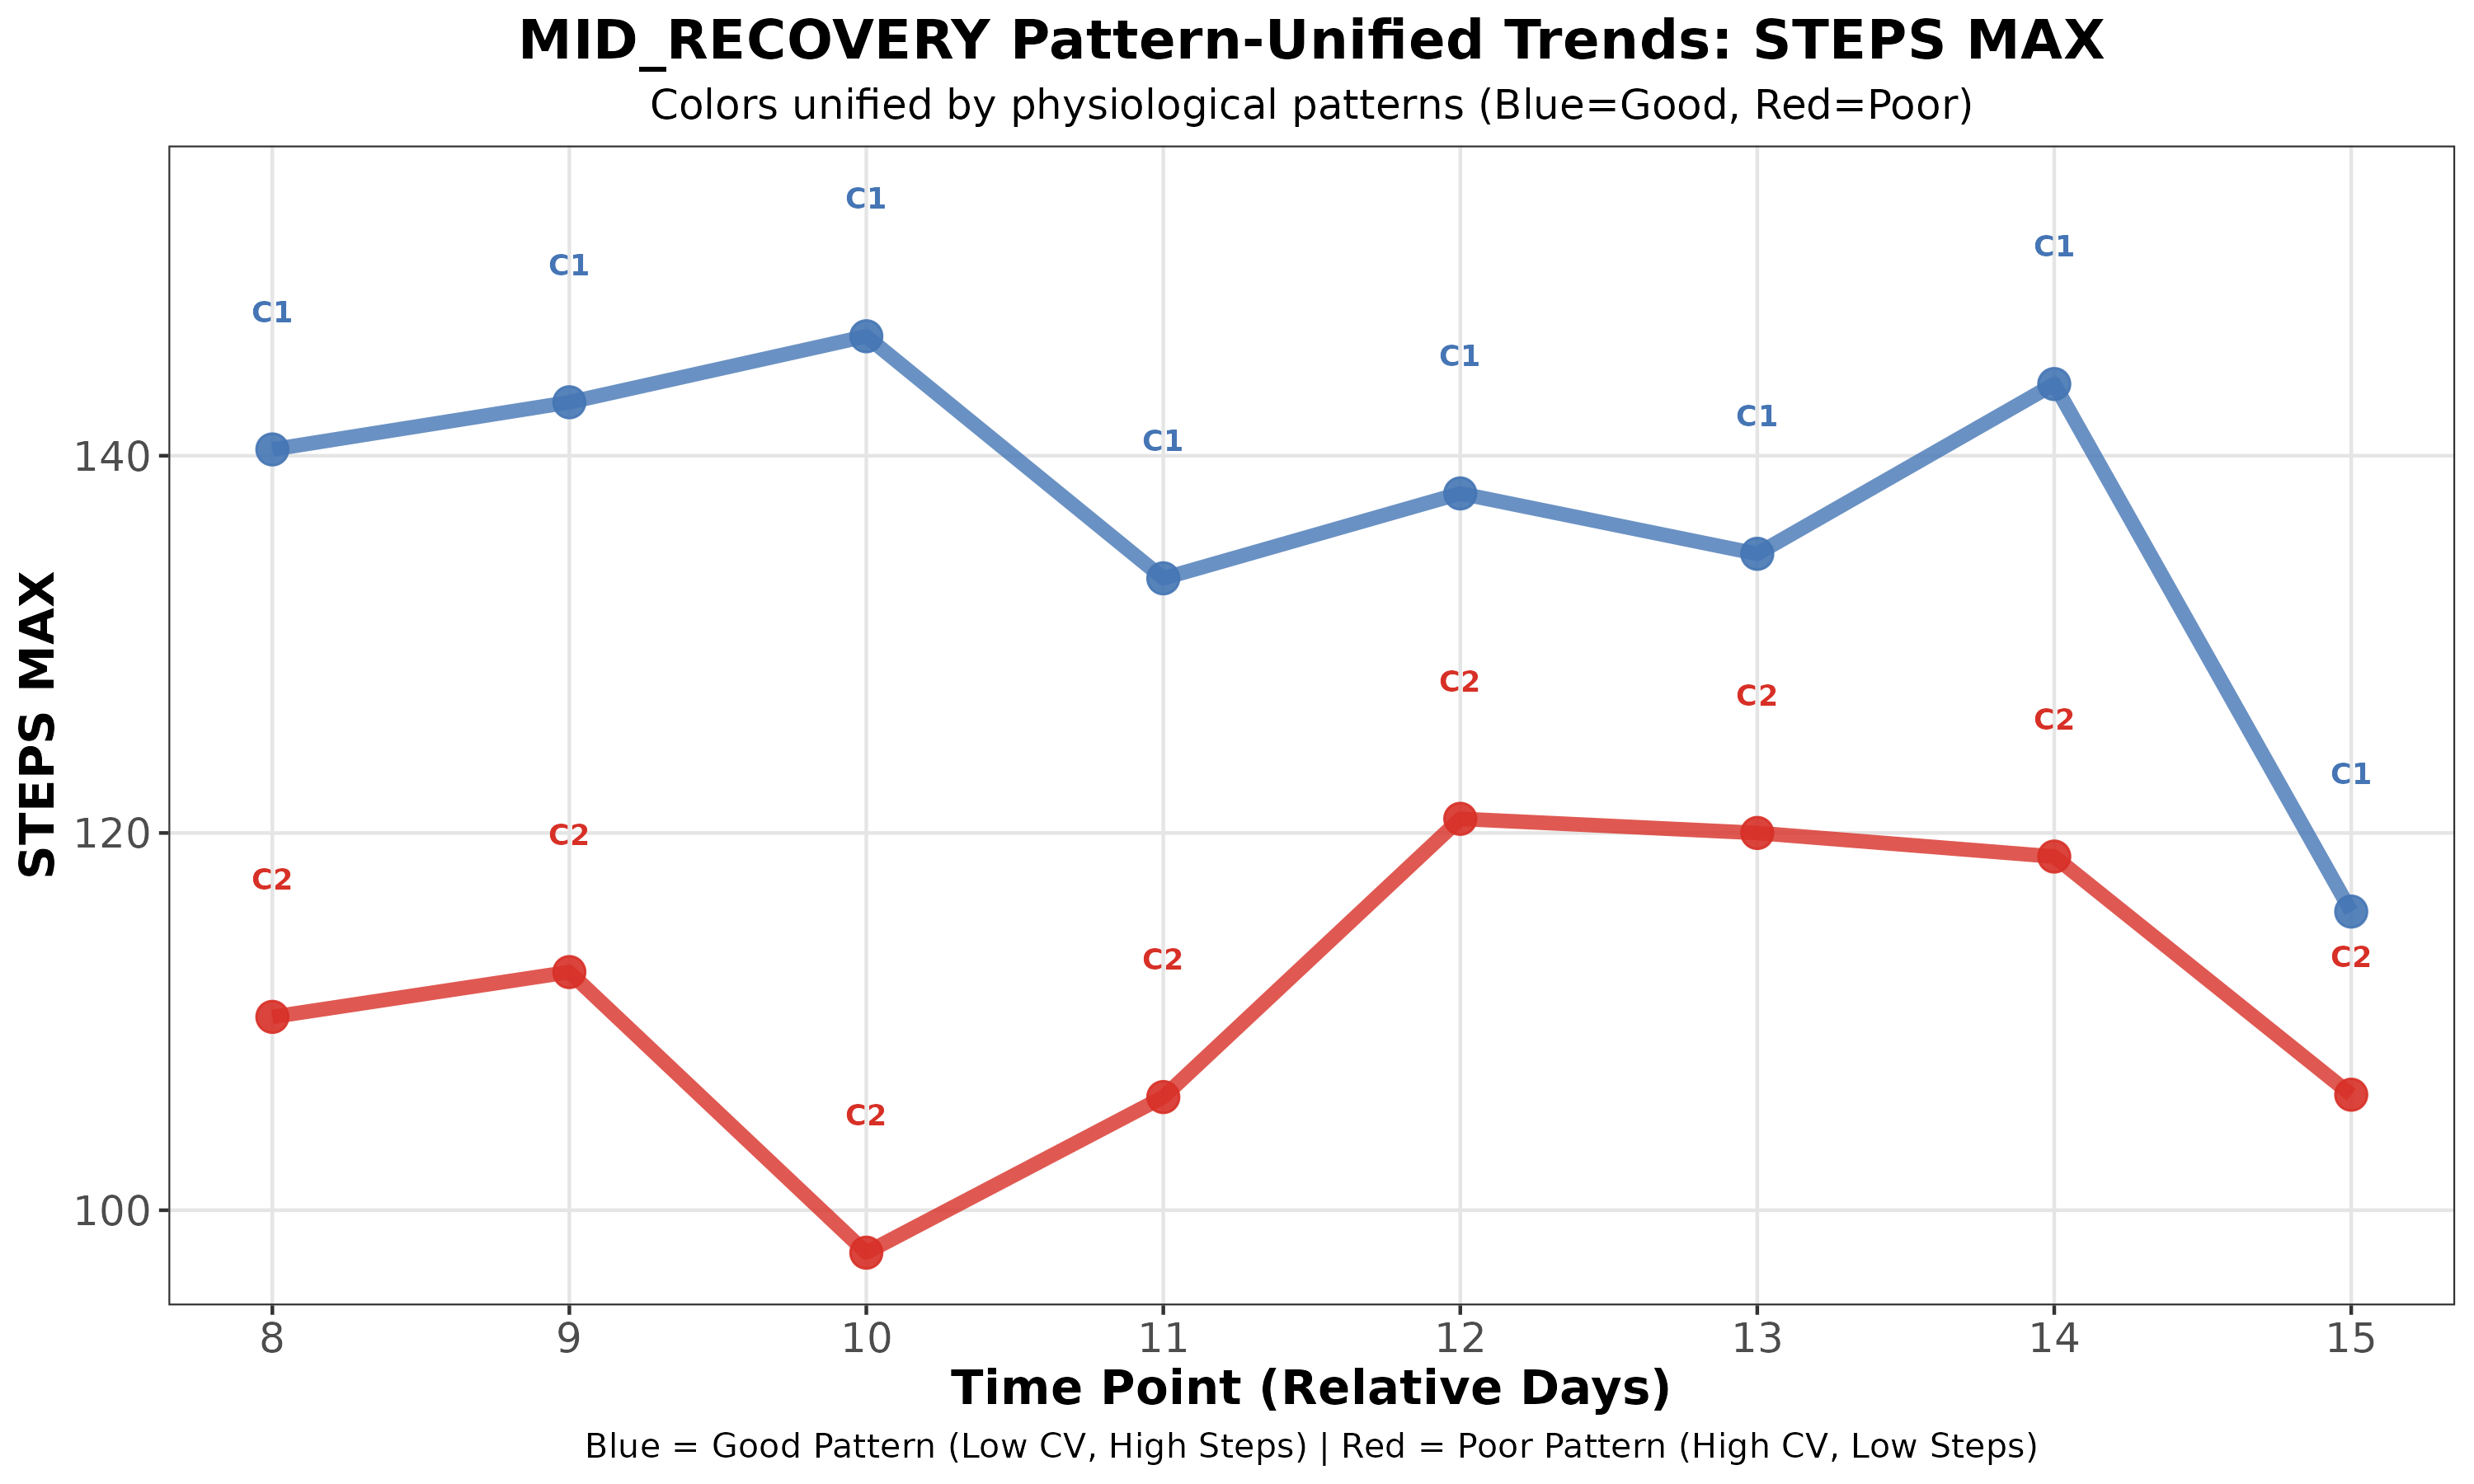 MID_RECOVERY Pattern-Unified Trends: STEPS MAX
Colors unified by physiological patterns (Blue=Good, Red=Poor)
C1
C1
C1
C1
C1
C1
C1
C1
C2
C2
C2
C2
C2
C2
C2
C2
STEPS MAX
140
120
100
8 9 10 11 12 13 14 15
Time Point (Relative Days)
Blue = Good Pattern (Low CV, High Steps) | Red = Poor Pattern (High CV, Low Steps)